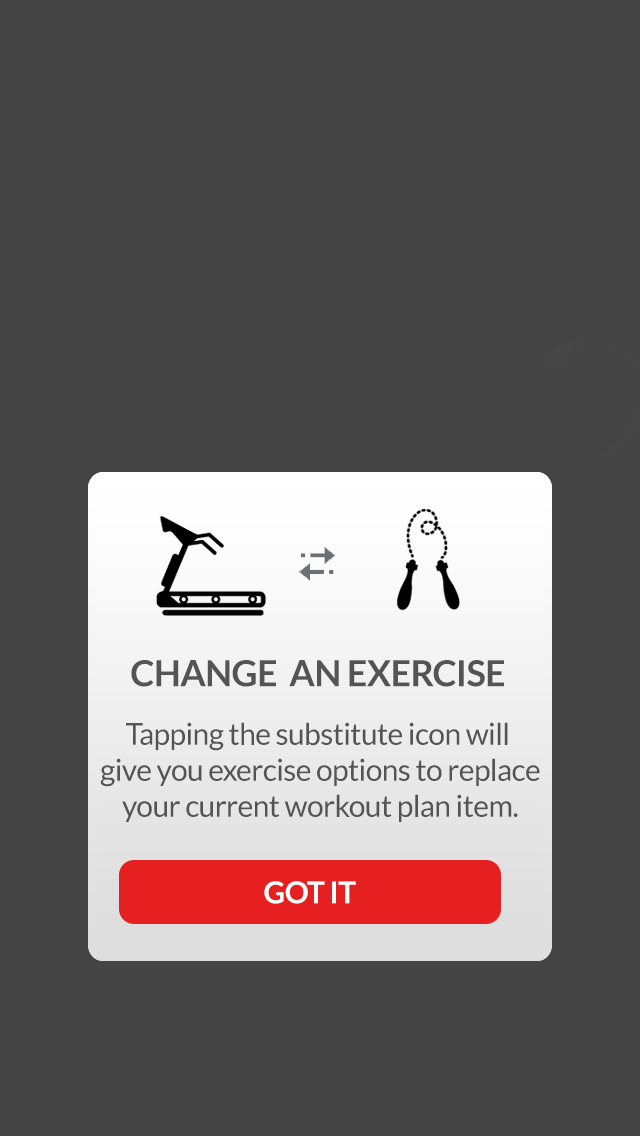 CHANGE AN EXERCISE
Tapping the substitute icon will
give you exercise options to replace
your current workout plan item.
GOT IT